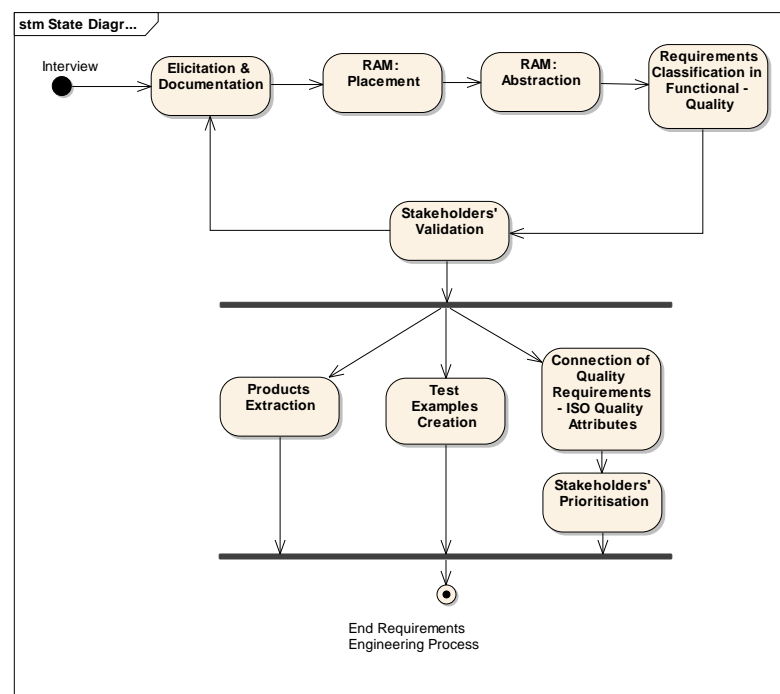 stm State Diagr...
Interview
Elicitation &
Documentation
RAM:
Placement
RAM:
Abstraction
Requirements
Classification in
Functional -
Quality
Stakeholders'
Validation
Products
Extraction
Test
Examples
Creation
Connection of
Quality
Requirements
- ISO Quality
Attributes
Stakeholders'
Prioritisation
End Requirements
Engineering Process